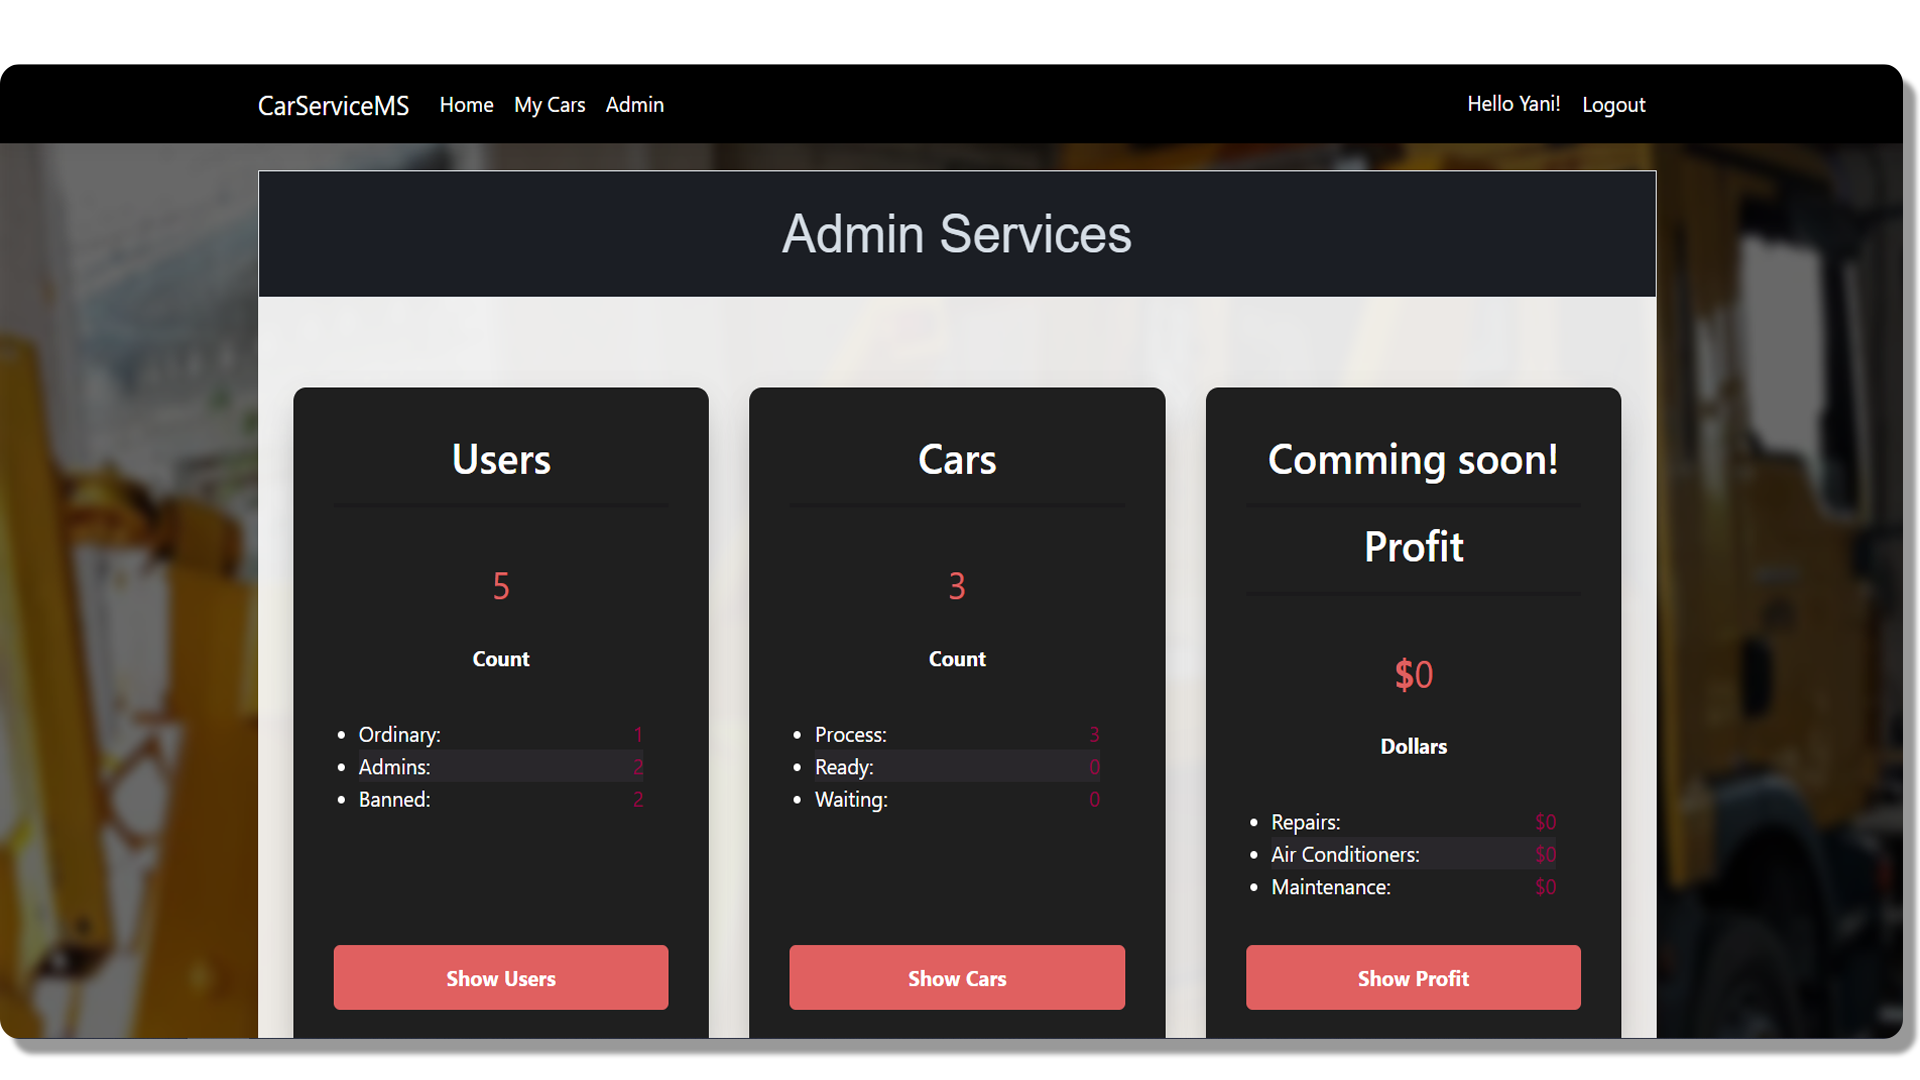 CarServiceMS Home My Cars Admin Hello Yani! Logout
Admin Services
Users
5
Count
Ordinary: 1
Admins: 2
Banned: 2
Show Users
Cars
3
Count
Process: 3
Ready: 0
Waiting: 0
Show Cars
Comming soon!
Profit
$0
Dollars
Repairs: $0
Air Conditioners: $0
Maintenance: $0
Show Profit